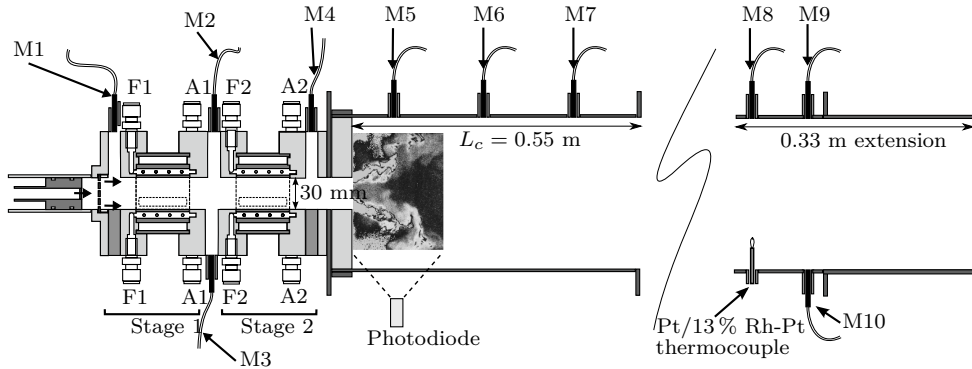 M1
M2
M4
M5
M6
M7
M8
M9
F1
A1
F2
A2
L_c = 0.55 m
0.33 m extension
30 mm
F1
A1
F2
A2
Stage 1
Stage 2
M3
Photodiode
Pt/13 % Rh-Pt
thermocouple
M10